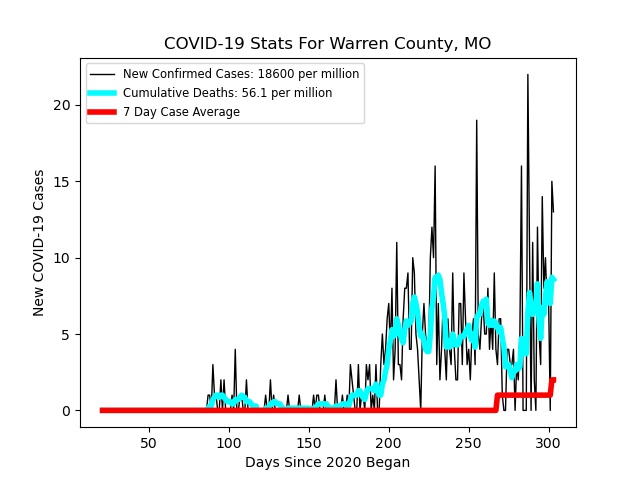 COVID-19 Stats For Warren County, MO
New Confirmed Cases: 18600 per million
Cumulative Deaths: 56.1 per million
7 Day Case Average
New COVID-19 Cases
20
15
10
5
0
50 100 150 200 250 300
Days Since 2020 Began